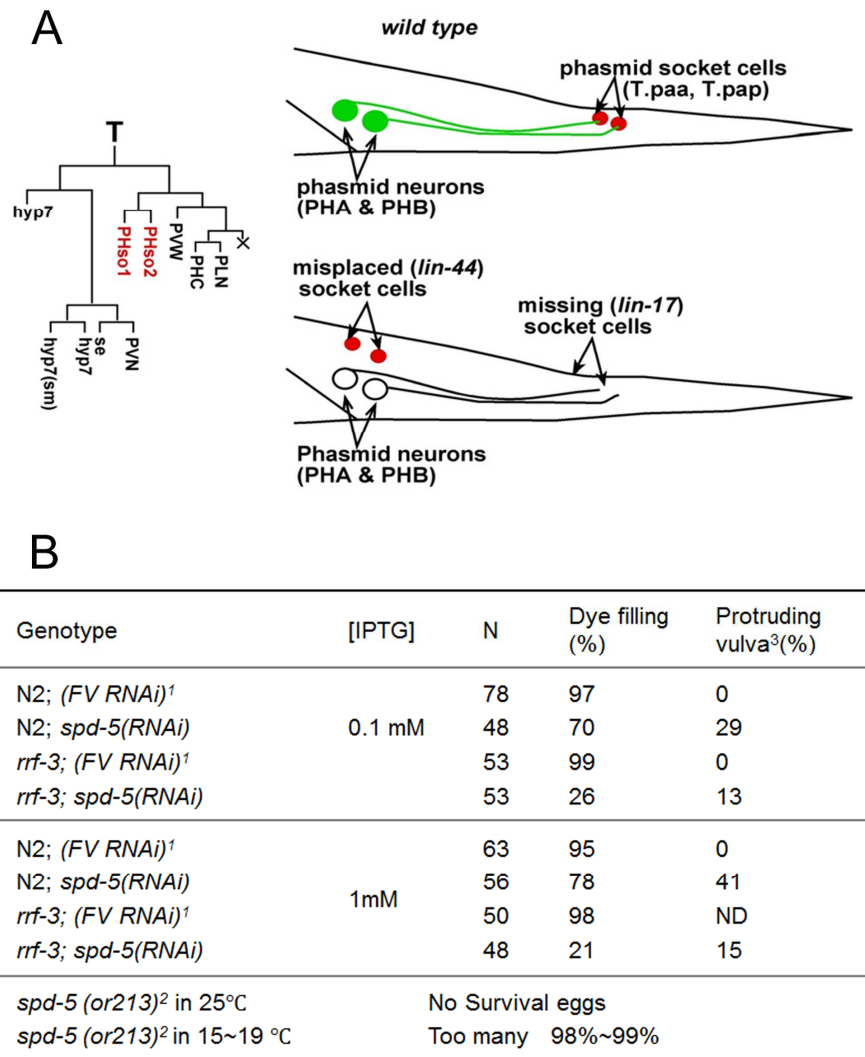 A
wild type
phasmid socket cells
(T.paa, T.pap)
T
phasmid neurons
(PHA & PHB)
hyp7
PHso1
PHso2
PVW
PHC
PLN
X
hyp7(sm)
hyp7
se
PVN
misplaced (lin-44)
socket cells
missing (lin-17)
socket cells
Phasmid neurons
(PHA & PHB)
B
Genotype [IPTG] N Dye filling (%) Protruding vulva³(%)
N2; (FV RNAi)¹ 78 97 0
N2; spd-5(RNAi) 0.1 mM 48 70 29
rrf-3; (FV RNAi)¹ 53 99 0
rrf-3; spd-5(RNAi) 53 26 13
N2; (FV RNAi)¹ 63 95 0
N2; spd-5(RNAi) 1mM 56 78 41
rrf-3; (FV RNAi)¹ 50 98 ND
rrf-3; spd-5(RNAi) 48 21 15
spd-5 (or213)² in 25℃ No Survival eggs
spd-5 (or213)² in 15~19 ℃ Too many 98%~99%